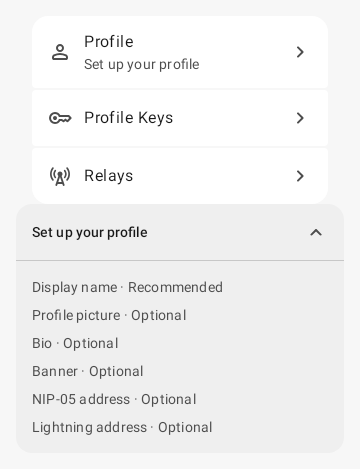 Profile
Set up your profile
Profile Keys
Relays
Set up your profile
Display name · Recommended
Profile picture · Optional
Bio · Optional
Banner · Optional
NIP-05 address · Optional
Lightning address · Optional